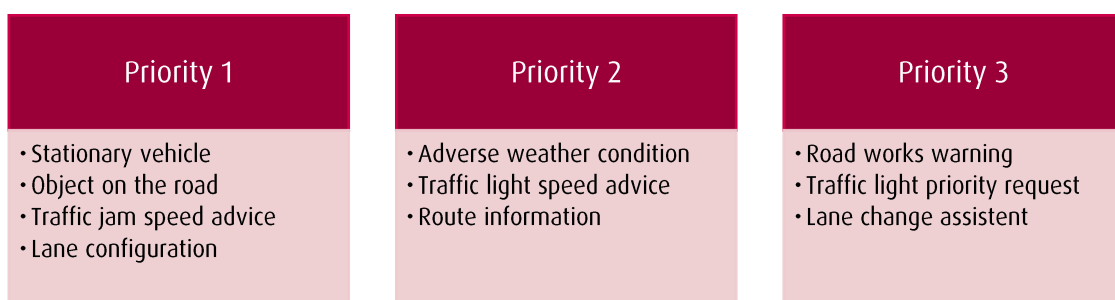 Priority 1
• Stationary vehicle
• Object on the road
• Traffic jam speed advice
• Lane configuration
Priority 2
• Adverse weather condition
• Traffic light speed advice
• Route information
Priority 3
• Road works warning
• Traffic light priority request
• Lane change assistent